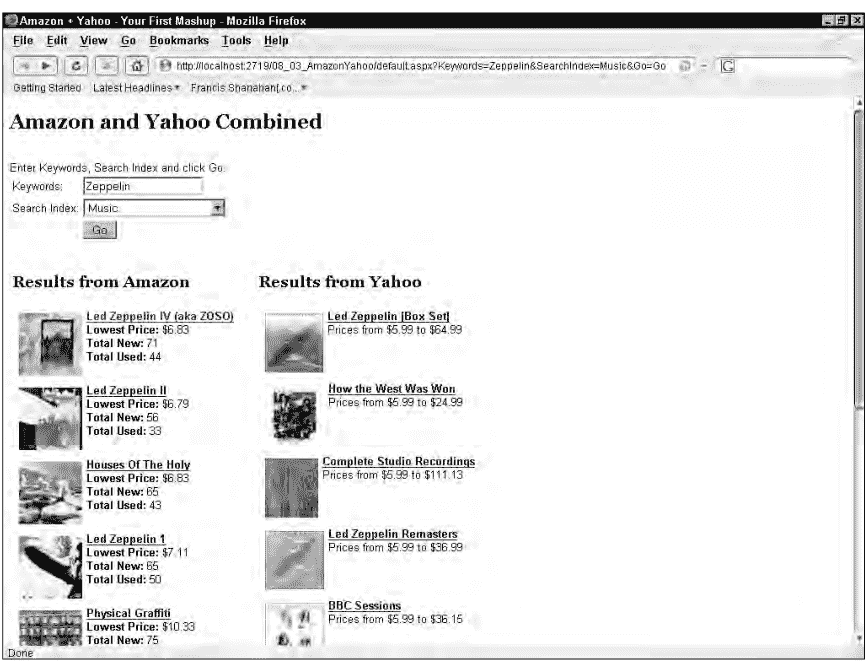 Amazon + Yahoo - Your First Mashup - Mozilla Firefox
File Edit View Go Bookmarks Tools Help
http://localhost:2719/08_03_AmazonYahoo/default.aspx?Keywords=Zeppelin&SearchIndex=Music&Go=Go
G
Getting Started Latest Headlines Francis Shanahan[.co...
Amazon and Yahoo Combined
Enter Keywords, Search Index and click Go.
Keywords: Zeppelin
Search Index: Music
Go
Results from Amazon
Led Zeppelin IV (aka ZOSO)
Lowest Price: $6.83
Total New: 71
Total Used: 44
Led Zeppelin II
Lowest Price: $6.79
Total New: 56
Total Used: 33
Houses Of The Holy
Lowest Price: $6.83
Total New: 65
Total Used: 43
Led Zeppelin 1
Lowest Price: $7.11
Total New: 65
Total Used: 50
Physical Graffiti
Lowest Price: $10.33
Total New: 75
Results from Yahoo
Led Zeppelin [Box Set]
Prices from $5.99 to $64.99
How the West Was Won
Prices from $5.99 to $24.99
Complete Studio Recordings
Prices from $5.99 to $111.13
Led Zeppelin Remasters
Prices from $5.99 to $36.99
BBC Sessions
Prices from $5.99 to $36.15
Done